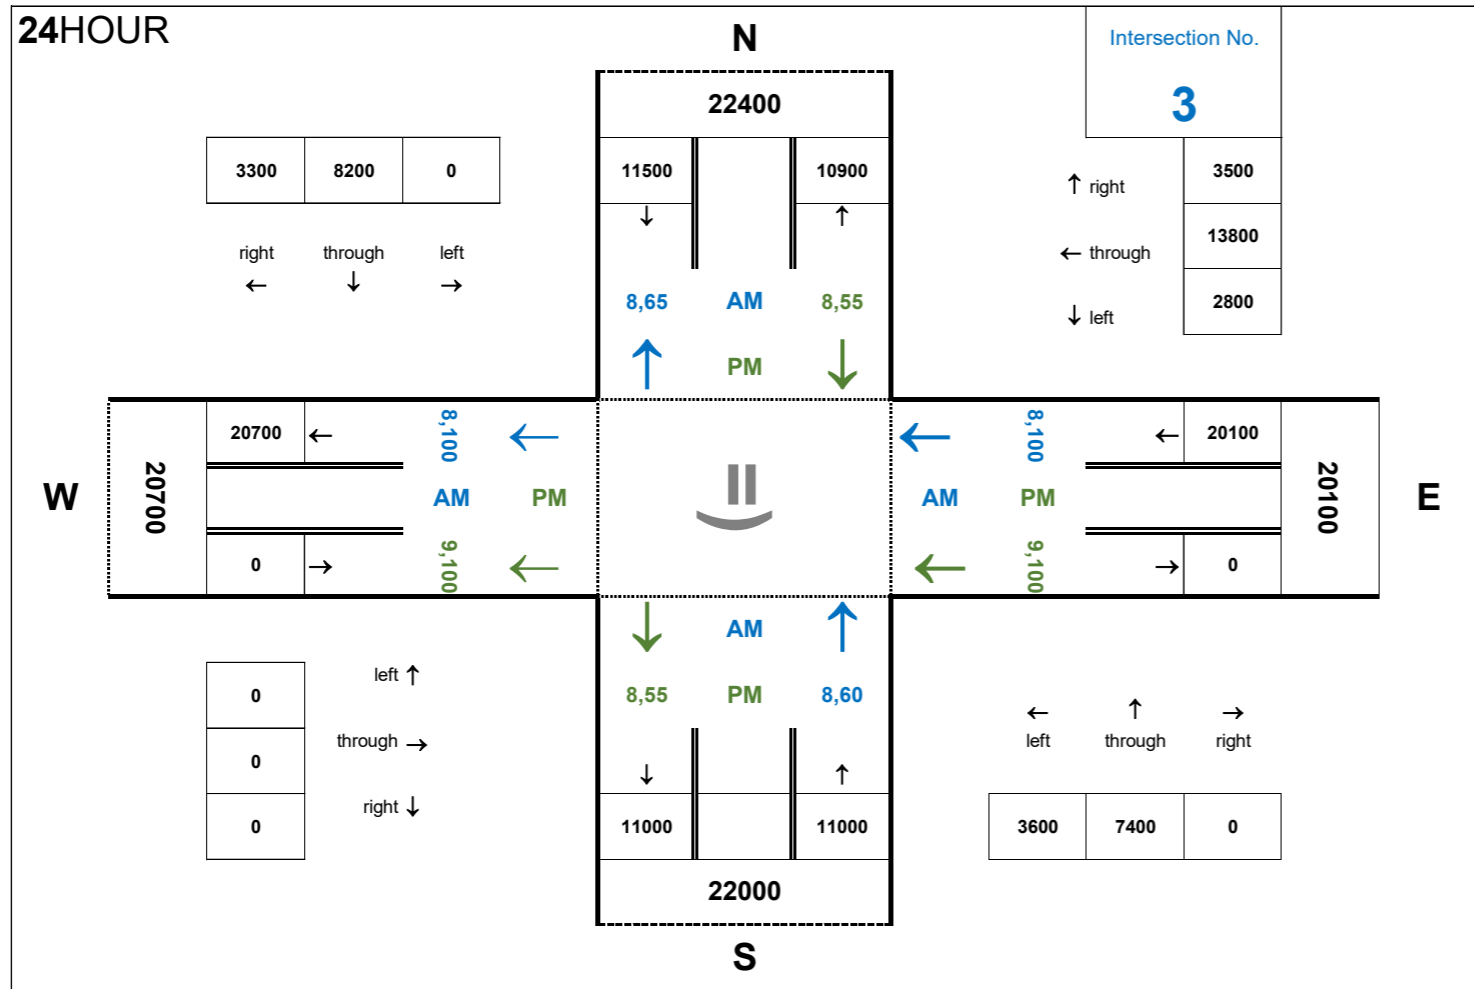 24HOUR
N
Intersection No.
3
22400
3300 8200 0
11500 10900
↑ right 3500
← through 13800
↓ left 2800
right through left
← ↓ →
↓ ↑
8,65 AM 8,55
↑ PM ↓
20700 ← 8,100 ← ← 8,100 ← 20100
W 20700 AM PM AM PM 20100 E
0 → 9,100 ← ← 9,100 → 0
↓ AM ↑
8,55 PM 8,60
0 left ↑
0 through →
0 right ↓
← ↑ →
left through right
↓ ↑
11000 11000
3600 7400 0
22000
S